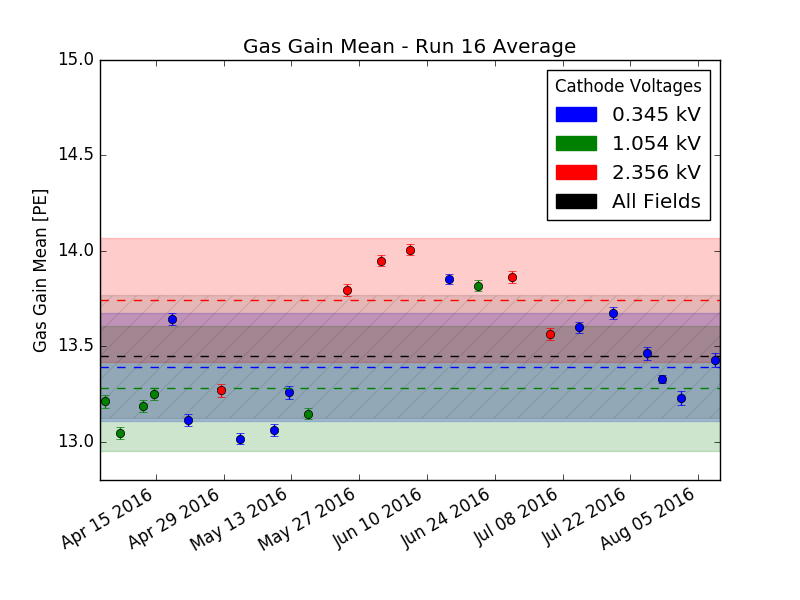 Gas Gain Mean - Run 16 Average
Gas Gain Mean [PE]
15.0
14.5
14.0
13.5
13.0
Cathode Voltages
0.345 kV
1.054 kV
2.356 kV
All Fields
Apr 15 2016
Apr 29 2016
May 13 2016
May 27 2016
Jun 10 2016
Jun 24 2016
Jul 08 2016
Jul 22 2016
Aug 05 2016